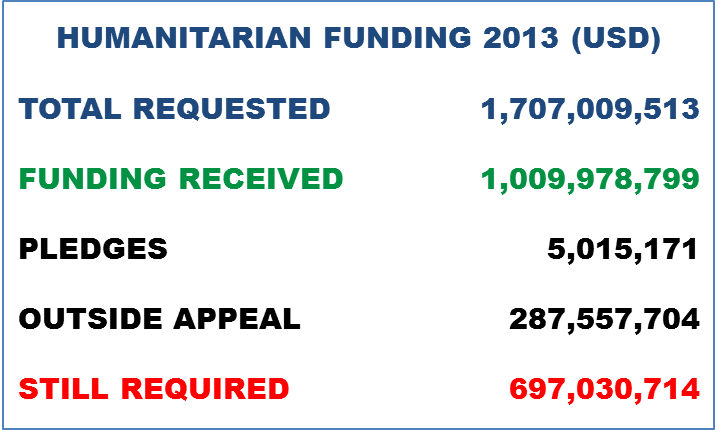 HUMANITARIAN FUNDING 2013 (USD)
TOTAL REQUESTED 1,707,009,513
FUNDING RECEIVED 1,009,978,799
PLEDGES 5,015,171
OUTSIDE APPEAL 287,557,704
STILL REQUIRED 697,030,714